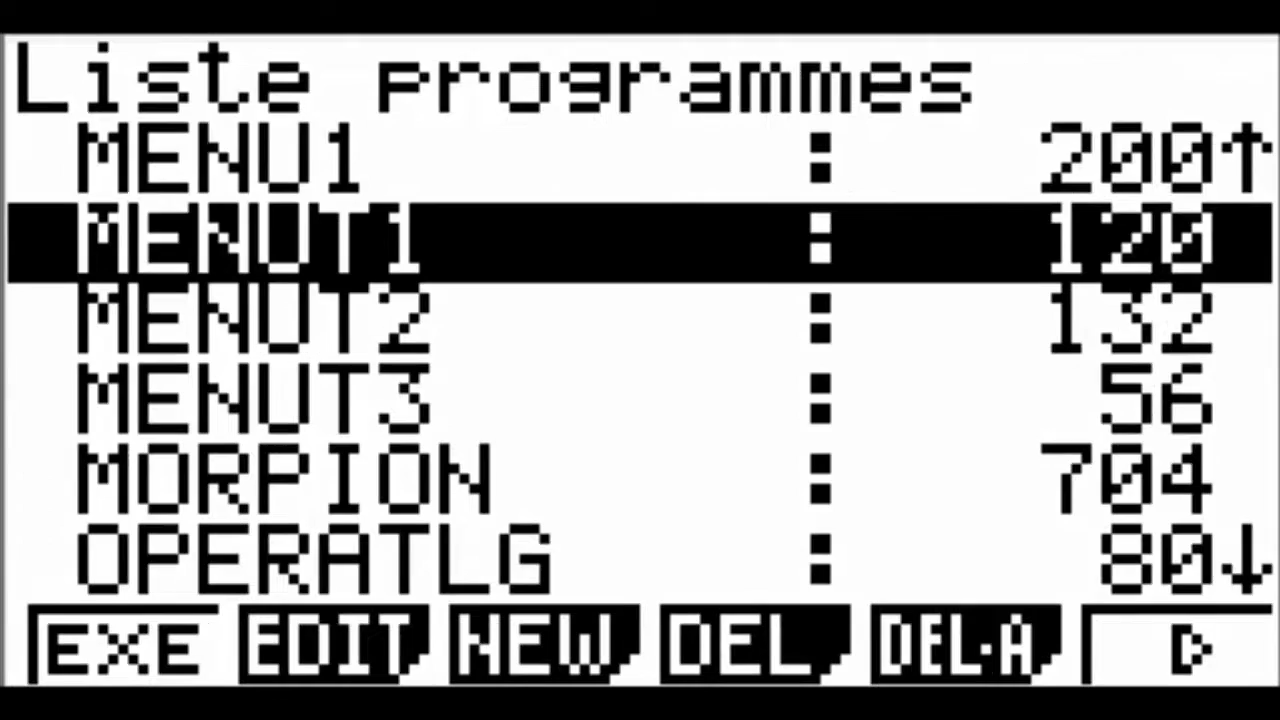 Liste programmes
MENU1 : 200↑
MENUT1 : 120
MENUT2 : 132
MENUT3 : 56
MORPION : 704
OPERATLG : 80↓
EXE EDIT NEW DEL DEL·A ▷